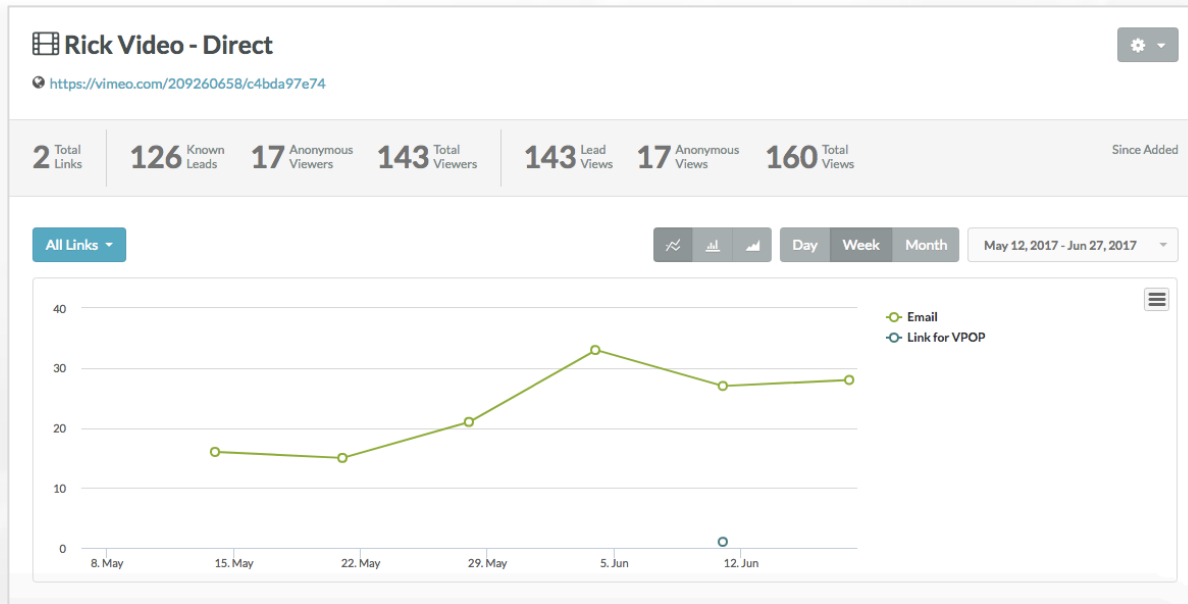 Rick Video - Direct
https://vimeo.com/209260658/c4bda97e74
2 Total Links
126 Known Leads
17 Anonymous Viewers
143 Total Viewers
143 Lead Views
17 Anonymous Views
160 Total Views
Since Added
All Links
Day Week Month
May 12, 2017 - Jun 27, 2017
40
30
20
10
0
8. May 15. May 22. May 29. May 5. Jun 12. Jun
Email
Link for VPOP